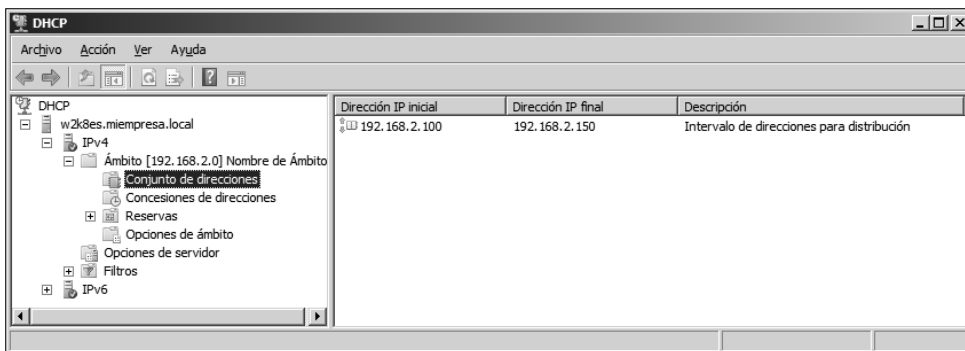 DHCP
Archivo Acción Ver Ayuda
DHCP
w2k8es.miempresa.local
IPv4
Ámbito [192.168.2.0] Nombre de Ámbito
Conjunto de direcciones
Concesiones de direcciones
Reservas
Opciones de ámbito
Opciones de servidor
Filtros
IPv6
Dirección IP inicial Dirección IP final Descripción
192.168.2.100 192.168.2.150 Intervalo de direcciones para distribución